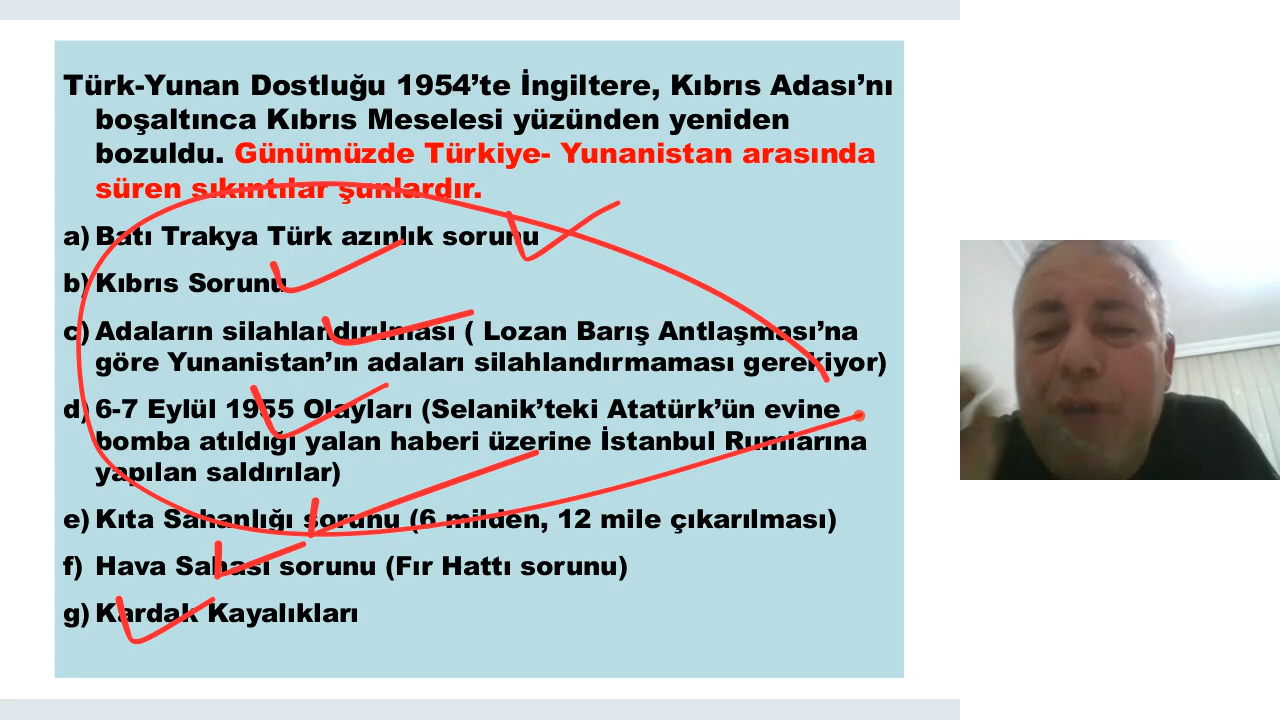 Türk-Yunan Dostluğu 1954’te İngiltere, Kıbrıs Adası’nı
boşaltınca Kıbrıs Meselesi yüzünden yeniden
bozuldu. Günümüzde Türkiye- Yunanistan arasında
süren sıkıntılar şunlardır.
a) Batı Trakya Türk azınlık sorunu
b) Kıbrıs Sorunu
c) Adaların silahlandırılması ( Lozan Barış Antlaşması’na
göre Yunanistan’ın adaları silahlandırmaması gerekiyor)
d) 6-7 Eylül 1955 Olayları (Selanik’teki Atatürk’ün evine
bomba atıldığı yalan haberi üzerine İstanbul Rumlarına
yapılan saldırılar)
e) Kıta Sahanlığı sorunu (6 milden, 12 mile çıkarılması)
f) Hava Sahası sorunu (Fır Hattı sorunu)
g) Kardak Kayalıkları